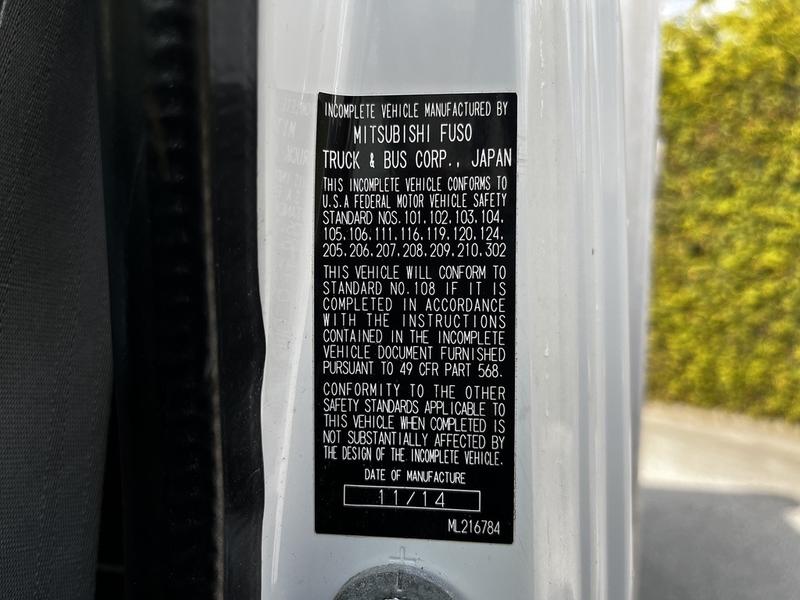 INCOMPLETE VEHICLE MANUFACTURED BY
MITSUBISHI FUSO
TRUCK & BUS CORP., JAPAN
THIS INCOMPLETE VEHICLE CONFORMS TO
U.S.A FEDERAL MOTOR VEHICLE SAFETY
STANDARD NOS.101.102.103.104.
105.106.111.116.119.120.124.
205.206.207.208.209.210.302
THIS VEHICLE WILL CONFORM TO
STANDARD NO.108 IF IT IS
COMPLETED IN ACCORDANCE
WITH THE INSTRUCTIONS
CONTAINED IN THE INCOMPLETE
VEHICLE DOCUMENT FURNISHED
PURSUANT TO 49 CFR PART 568.
CONFORMITY TO THE OTHER
SAFETY STANDARDS APPLICABLE TO
THIS VEHICLE WHEN COMPLETED IS
NOT SUBSTANTIALLY AFFECTED BY
THE DESIGN OF THE INCOMPLETE VEHICLE.
DATE OF MANUFACTURE
11/14
ML216784